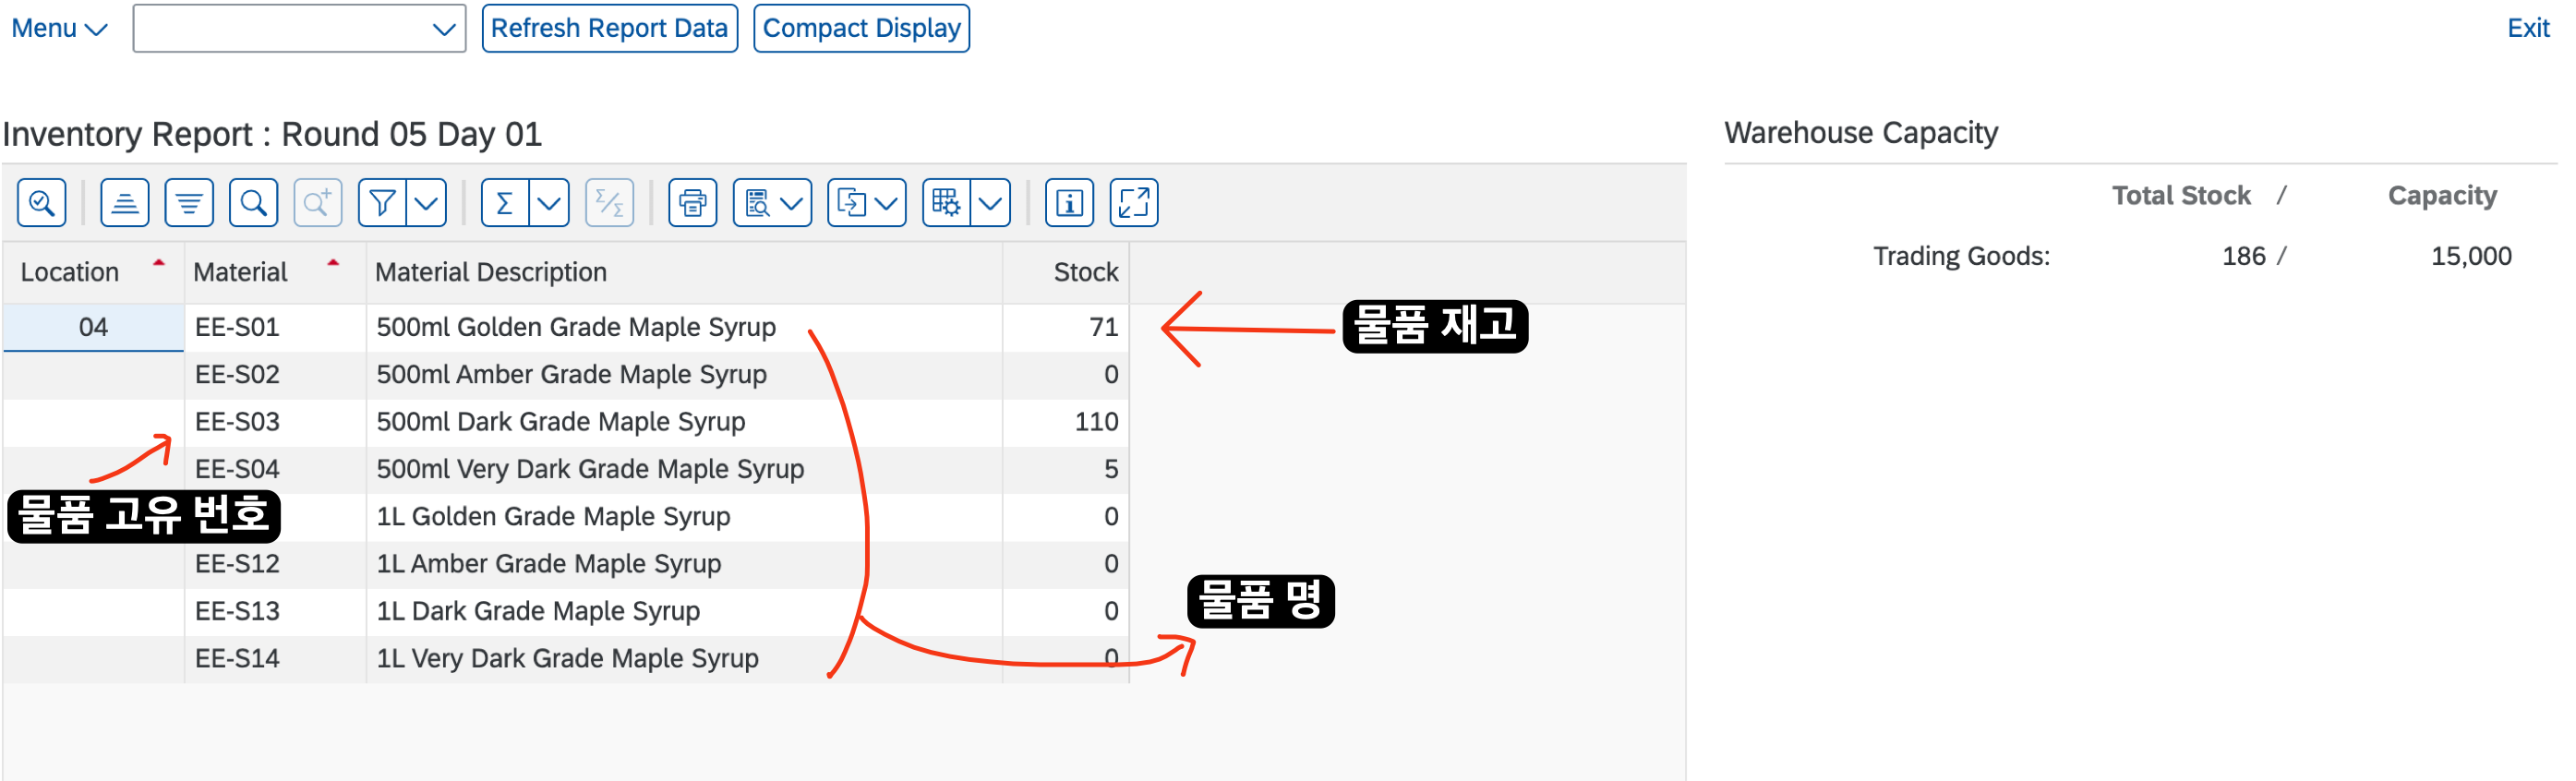 Menu Refresh Report Data Compact Display Exit
Inventory Report : Round 05 Day 01
Location Material Material Description Stock
04 EE-S01 500ml Golden Grade Maple Syrup 71
EE-S02 500ml Amber Grade Maple Syrup 0
EE-S03 500ml Dark Grade Maple Syrup 110
EE-S04 500ml Very Dark Grade Maple Syrup 5
1L Golden Grade Maple Syrup 0
EE-S12 1L Amber Grade Maple Syrup 0
EE-S13 1L Dark Grade Maple Syrup 0
EE-S14 1L Very Dark Grade Maple Syrup 0
물품 재고
물품 고유 번호
물품 명
Warehouse Capacity
Total Stock / Capacity
Trading Goods: 186 / 15,000